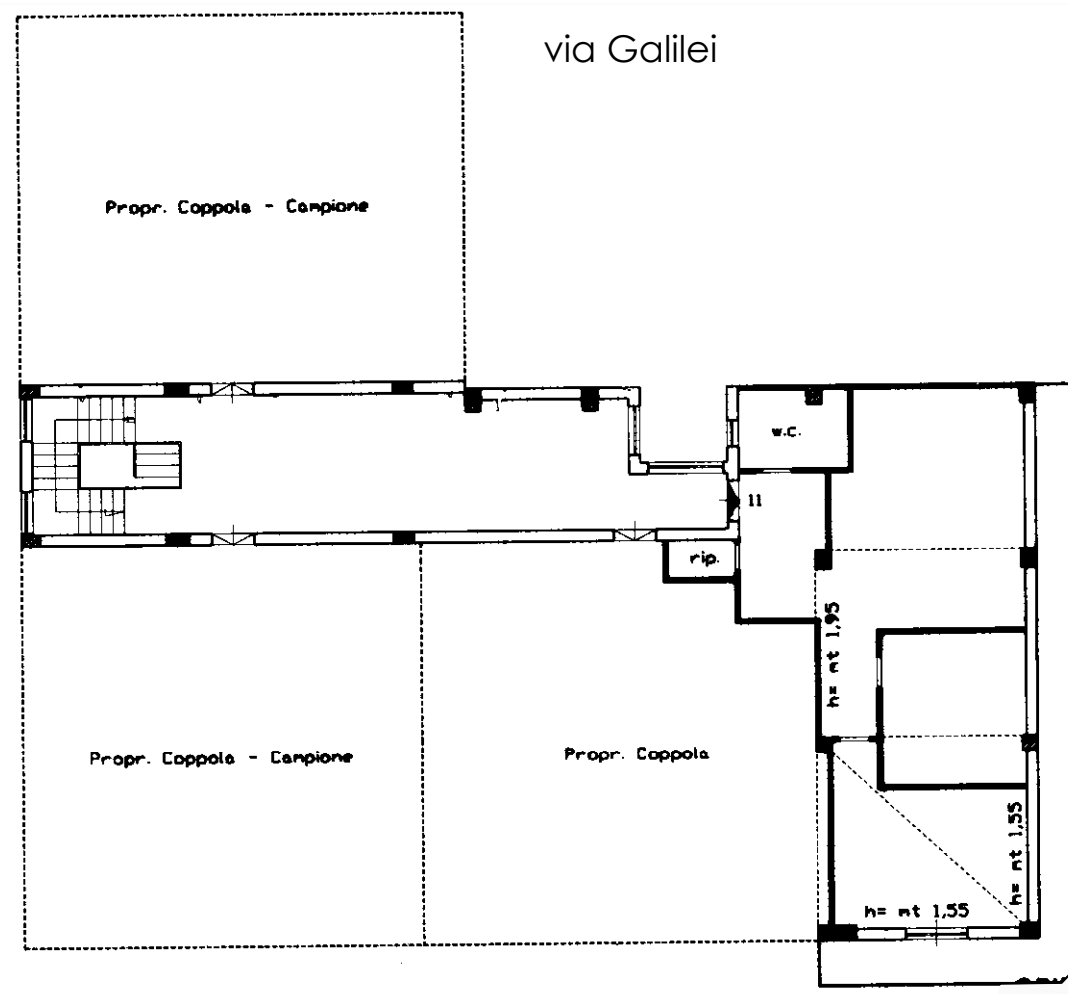 via Galilei
Propr. Coppola - Campione
w.c.
11
rip.
h= mt 1,95
Propr. Coppola - Campione
Propr. Coppola
h= mt 1,55
h= mt 1,55